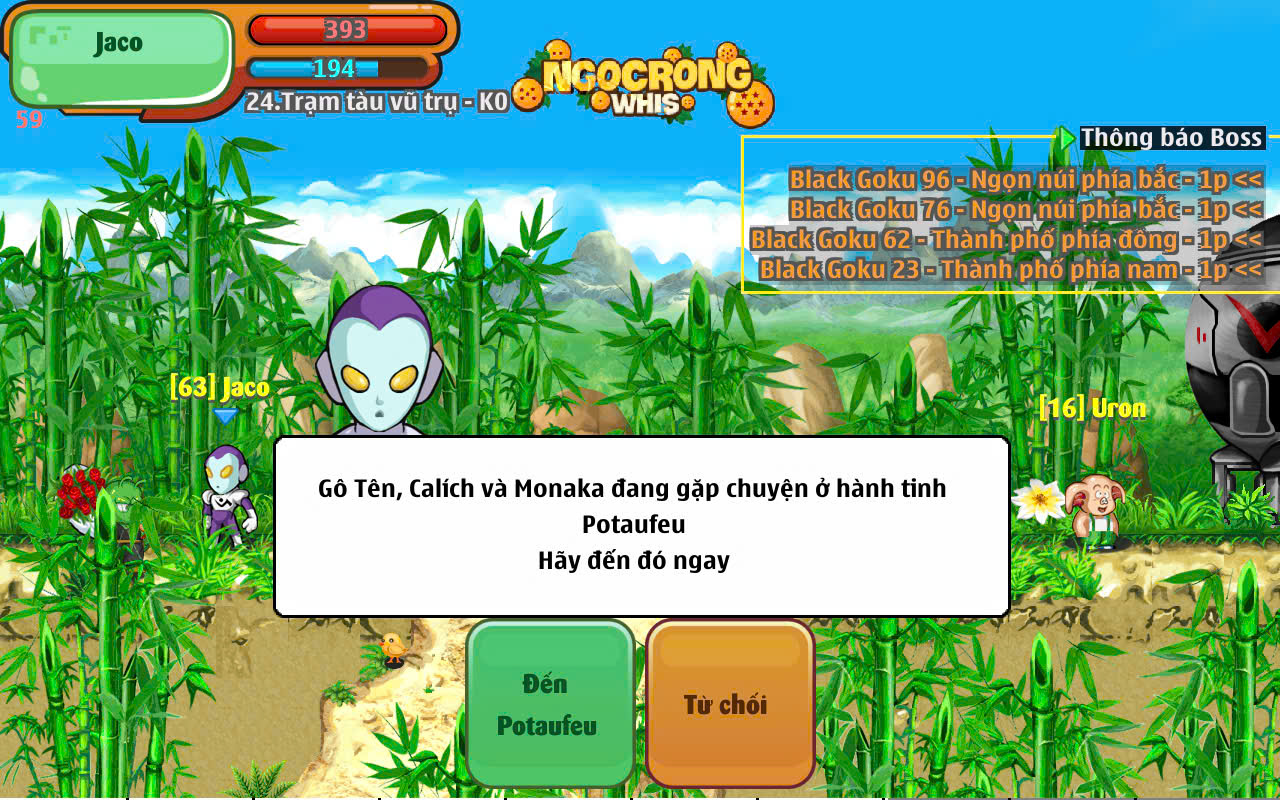 Jaco
393
194
24.Trạm tàu vũ trụ - K0
59
NGOCRONG
WHIS
Thông báo Boss
Black Goku 96 - Ngọn núi phía bắc - 1p <<
Black Goku 76 - Ngọn núi phía bắc - 1p <<
Black Goku 62 - Thành phố phía đông - 1p <<
Black Goku 23 - Thành phố phía nam - 1p <<
[63] Jaco
[16] Uron
Gô Tên, Calích và Monaka đang gặp chuyện ở hành tinh
Potaufeu
Hãy đến đó ngay
Đến
Potaufeu
Từ chối